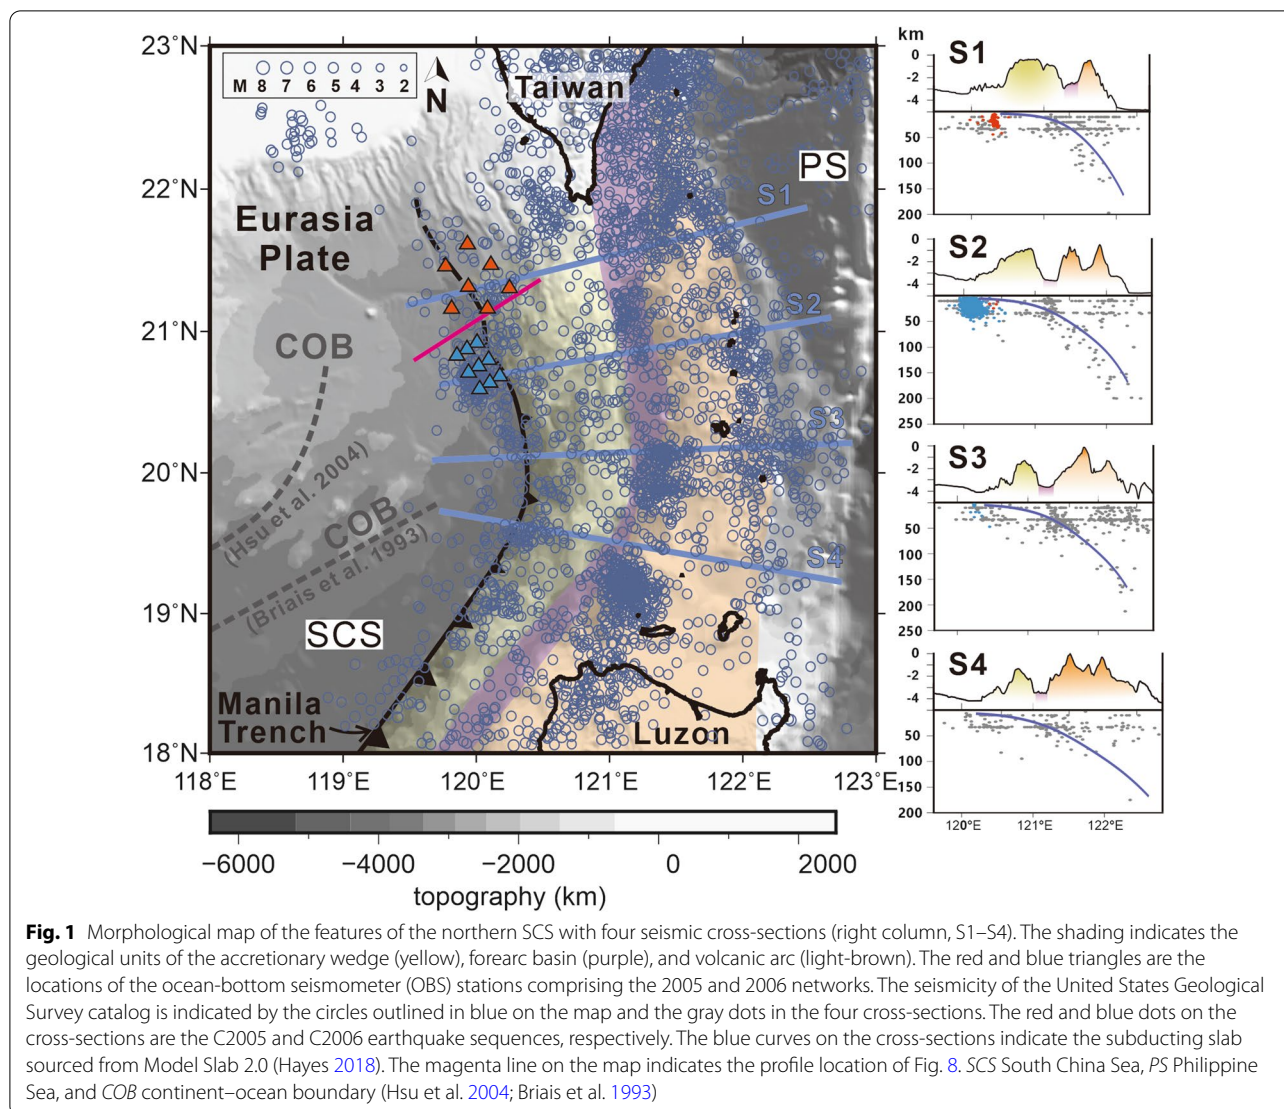 23°N
22°N
21°N
20°N
19°N
18°N
118°E
119°E
120°E
121°E
122°E
123°E
M 8 7 6 5 4 3 2
N
Taiwan
PS
Eurasia
Plate
S1
S2
S3
S4
COB
(Hsu et al. 2004)
COB
(Briais et al. 1993)
SCS
Manila
Trench
Luzon
−6000 −4000 −2000 0 2000
topography (km)
km
S1
0
-2
-4
50
100
150
200
S2
0
-2
-4
50
100
150
200
250
S3
0
-2
-4
50
100
150
200
250
S4
0
-2
-4
50
100
150
200
120°E 121°E 122°E
Fig. 1 Morphological map of the features of the northern SCS with four seismic cross-sections (right column, S1–S4). The shading indicates the
geological units of the accretionary wedge (yellow), forearc basin (purple), and volcanic arc (light-brown). The red and blue triangles are the
locations of the ocean-bottom seismometer (OBS) stations comprising the 2005 and 2006 networks. The seismicity of the United States Geological
Survey catalog is indicated by the circles outlined in blue on the map and the gray dots in the four cross-sections. The red and blue dots on the
cross-sections are the C2005 and C2006 earthquake sequences, respectively. The blue curves on the cross-sections indicate the subducting slab
sourced from Model Slab 2.0 (Hayes 2018). The magenta line on the map indicates the profile location of Fig. 8. SCS South China Sea, PS Philippine
Sea, and COB continent–ocean boundary (Hsu et al. 2004; Briais et al. 1993)